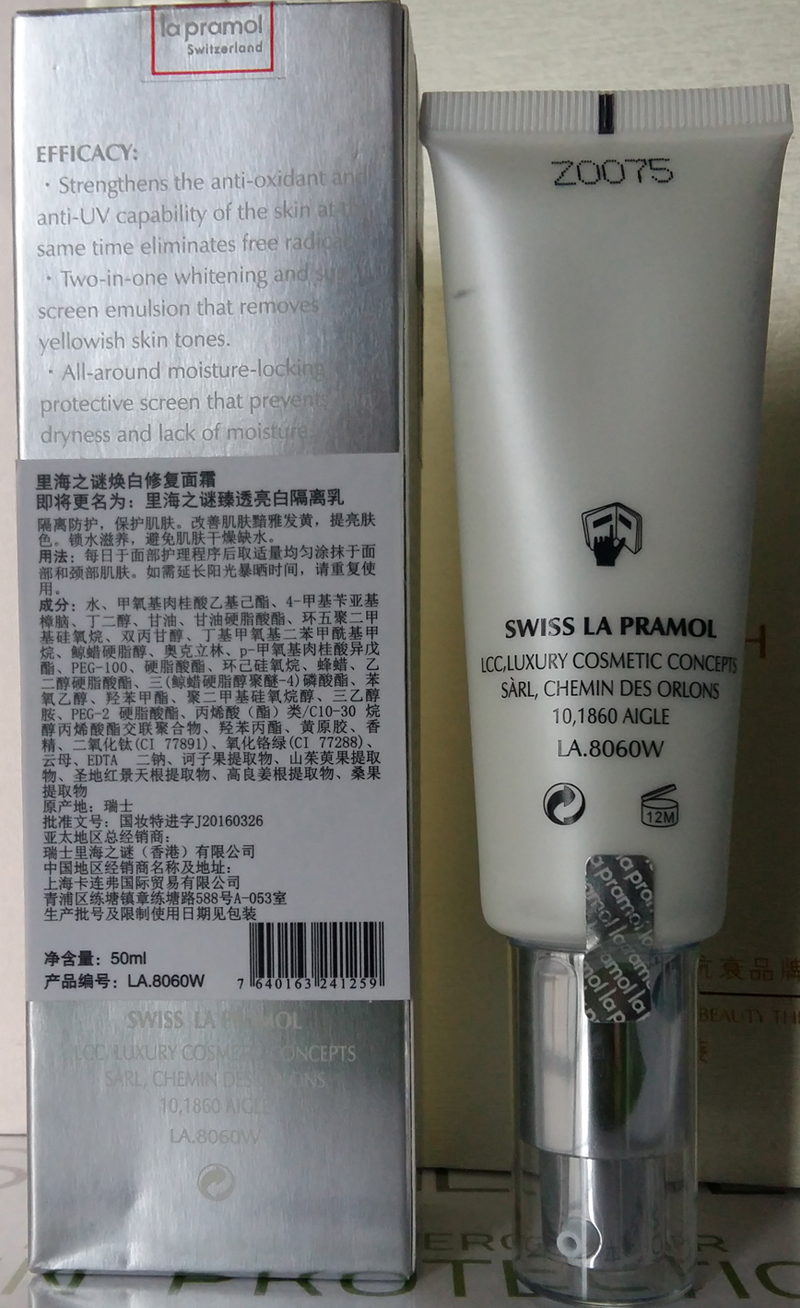 la pramol
Switzerland
EFFICACY:
· Strengthens the anti-oxidant and
anti-UV capability of the skin at the
same time eliminates free radical
· Two-in-one whitening and sun
screen emulsion that removes
yellowish skin tones.
· All-around moisture-locking
protective screen that prevents
dryness and lack of moisture
里海之谜焕白修复面霜
即将更名为：里海之谜臻透亮白隔离乳
隔离防护，保护肌肤。改善肌肤黯雅发黄，提亮肤
色。锁水滋养，避免肌肤干燥缺水。
用法：每日于面部护理程序后取适量均匀涂抹于面
部和颈部肌肤。如需延长阳光暴晒时间，请重复使
用。
成分：水、甲氧基肉桂酸乙基己酯、4-甲基苄亚基
樟脑、丁二醇、甘油、甘油硬脂酸酯、环五聚二甲
基硅氧烷、双丙甘醇、丁基甲氧基二苯甲酰基甲
烷、鲸蜡硬脂醇、奥克立林、p-甲氧基肉桂酸异戊
酯、PEG-100、硬脂酸酯、环己硅氧烷、蜂蜡、乙
二醇硬脂酸酯、三(鲸蜡硬脂醇聚醚-4)磷酸酯、苯
氧乙醇、羟苯甲酯、聚二甲基硅氧烷醇、三乙醇
胺、PEG-2 硬脂酸酯、丙烯酸（酯）类/C10-30 烷
醇丙烯酸酯交联聚合物、羟苯丙酯、黄原胶、香
精、二氧化钛(CI 77891)、氧化铬绿(CI 77288)、
云母、EDTA 二钠、诃子果提取物、山茱萸果提取
物、圣地红景天根提取物、高良姜根提取物、桑果
提取物
原产地：瑞士
批准文号：国妆特进字J20160326
亚太地区总经销商：
瑞士里海之谜（香港）有限公司
中国地区经销商名称及地址：
上海卡连弗国际贸易有限公司
青浦区练塘镇章练塘路588号A-053室
生产批号及限制使用日期见包装
净含量：50ml
产品编号：LA.8060W
7 640163 241259
SWISS LA PRAMOL
LCC,LUXURY COSMETIC CONCEPTS
SÀRL, CHEMIN DES ORLONS
10,1860 AIGLE
LA.8060W
Z0075
SWISS LA PRAMOL
LCC,LUXURY COSMETIC CONCEPTS
SÀRL, CHEMIN DES ORLONS
10,1860 AIGLE
LA.8060W
12M
la pramol
抗衰品牌
BEAUTY